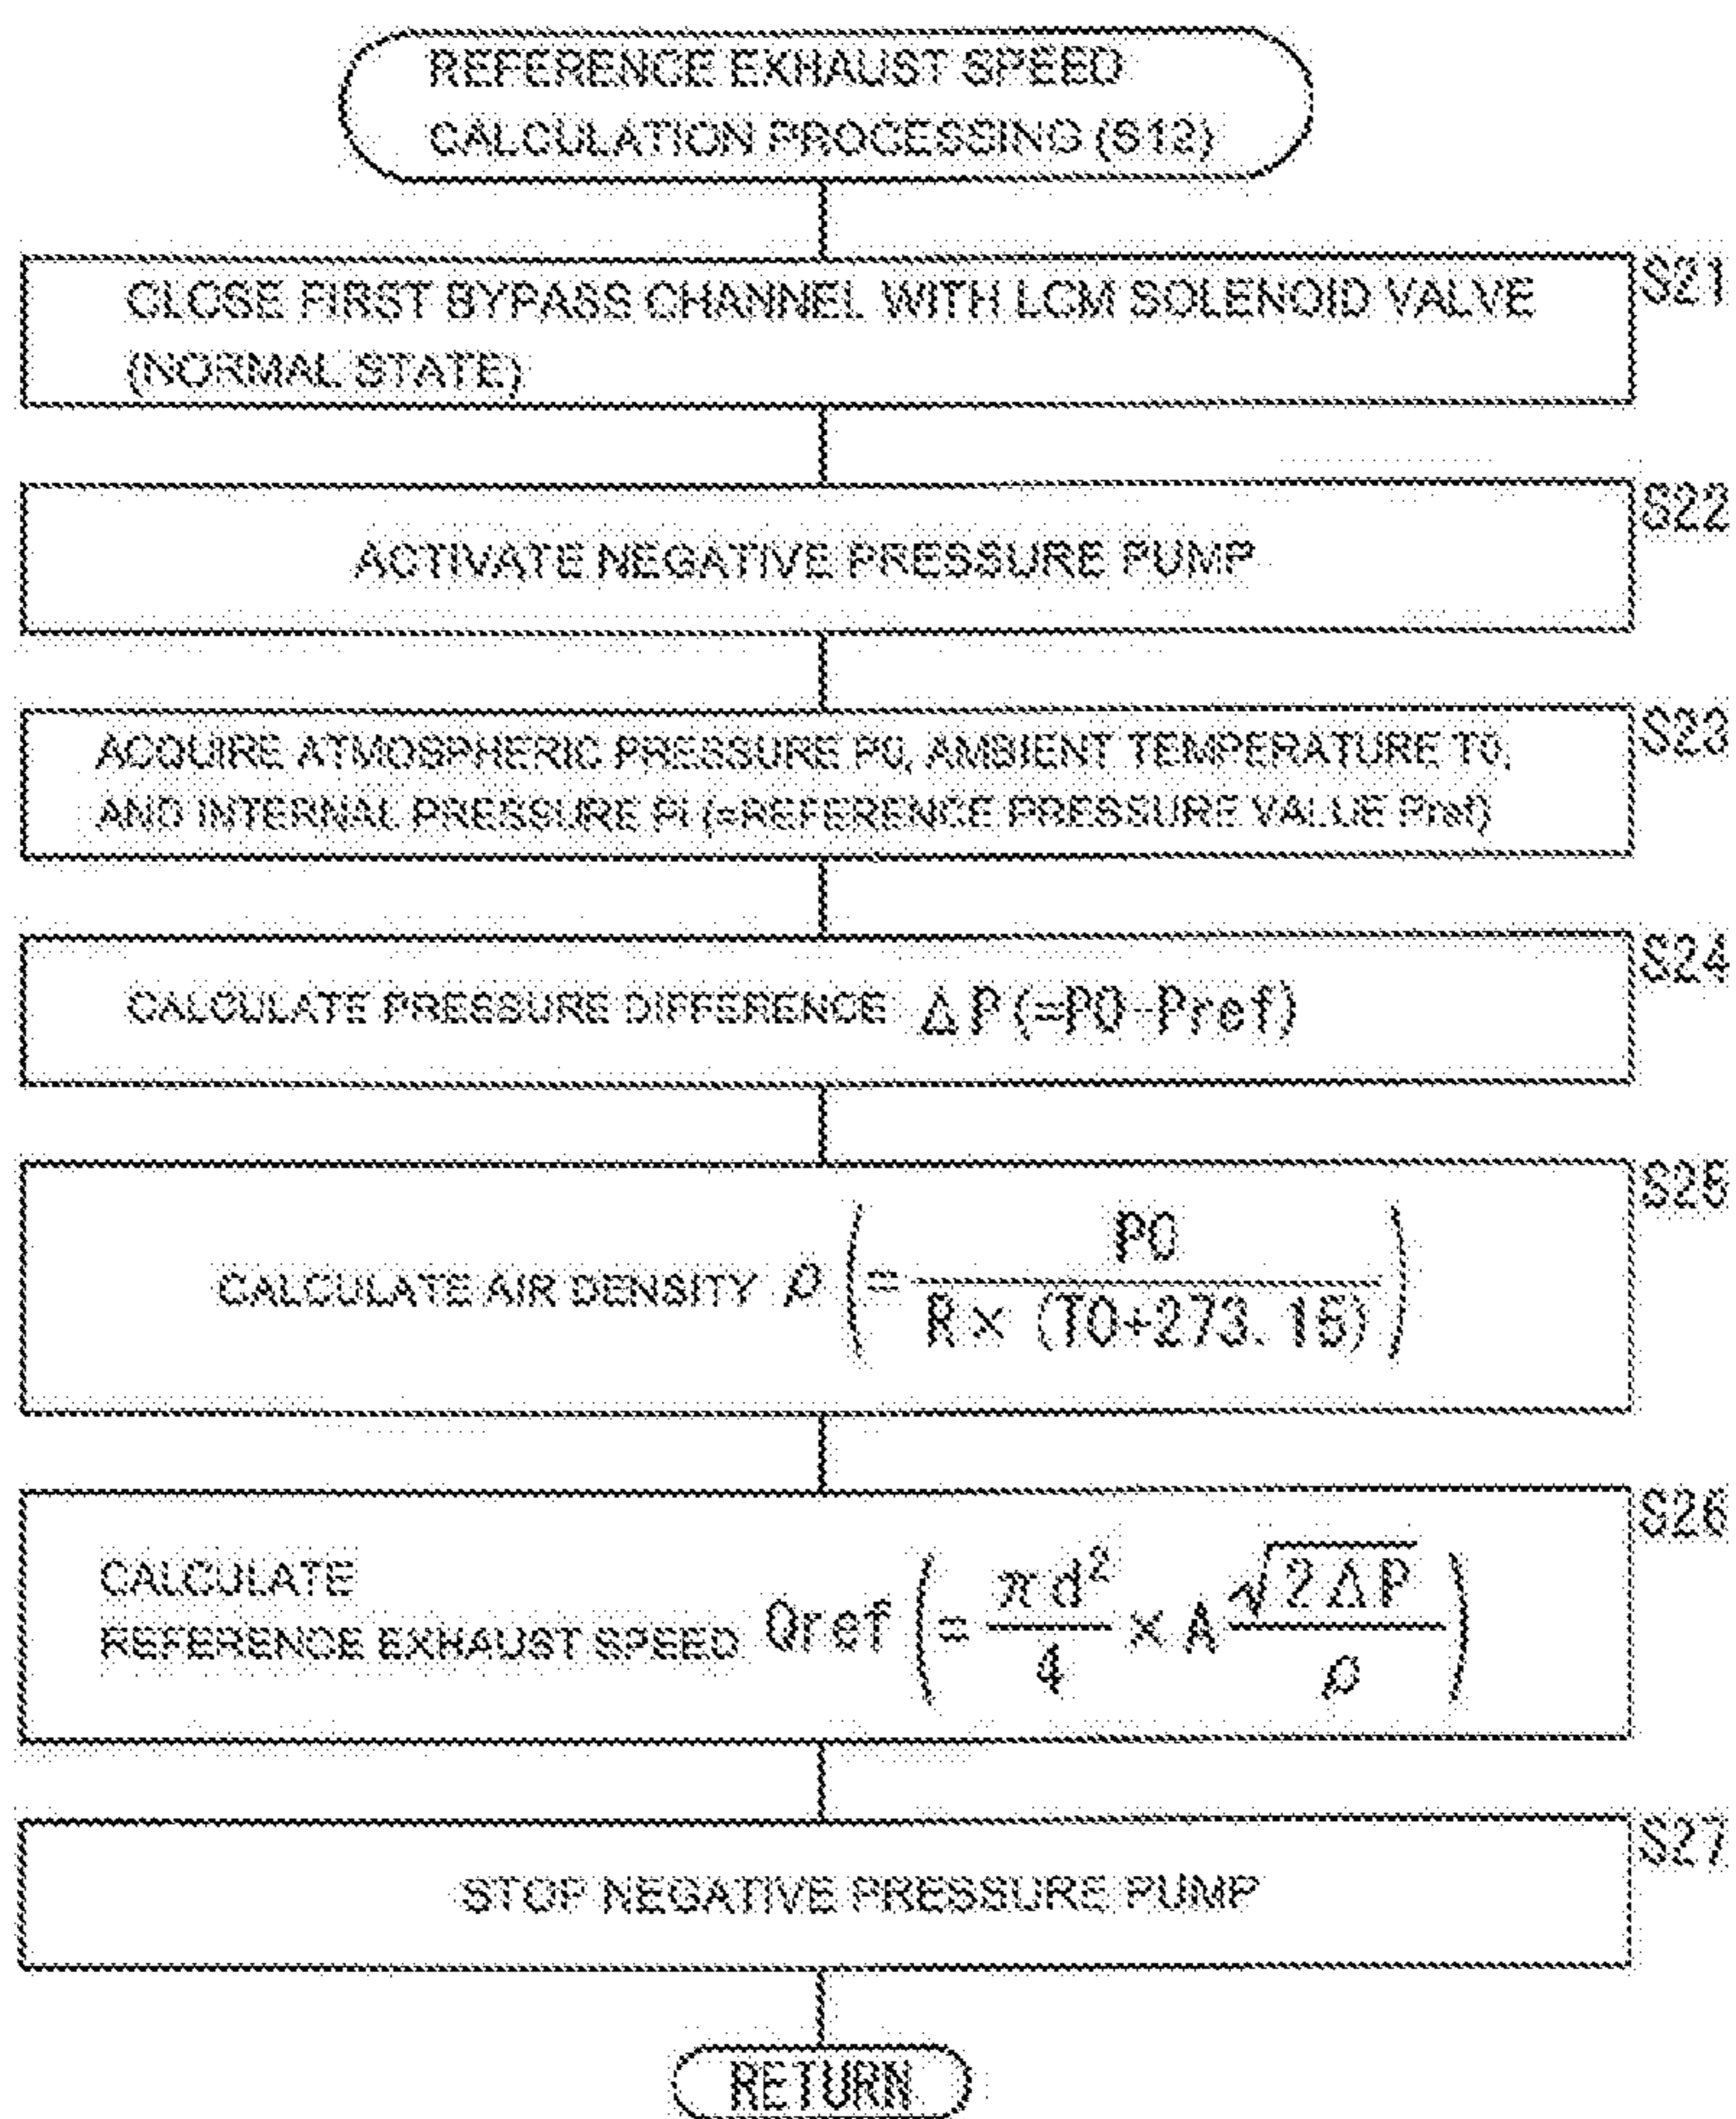 REFERENCE EXHAUST SPEED
CALCULATION PROCESSING (S12)
CLOSE FIRST BYPASS CHANNEL WITH LCM SOLENOID VALVE
(NORMAL STATE)
S21
ACTIVATE NEGATIVE PRESSURE PUMP
S22
ACQUIRE ATMOSPHERIC PRESSURE P0, AMBIENT TEMPERATURE T0,
AND INTERNAL PRESSURE Pi (=REFERENCE PRESSURE VALUE Pref)
S23
CALCULATE PRESSURE DIFFERENCE ΔP (=P0-Pref)
S24
CALCULATE AIR DENSITY ρ (= P0 / R× (T0+273.15))
S25
CALCULATE
REFERENCE EXHAUST SPEED Qref (= πd² / 4 × A √2ΔP / ρ)
S26
STOP NEGATIVE PRESSURE PUMP
S27
RETURN